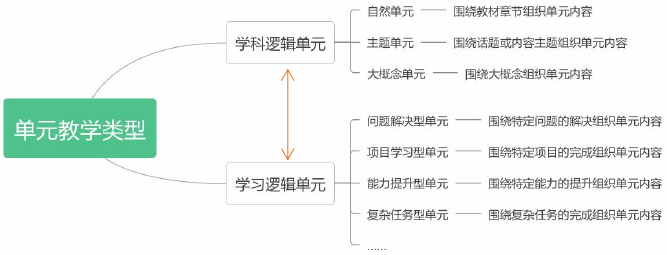 单元教学类型
学科逻辑单元
自然单元 围绕教材章节组织单元内容
主题单元 围绕话题或内容主题组织单元内容
大概念单元 围绕大概念组织单元内容
学习逻辑单元
问题解决型单元 围绕特定问题的解决组织单元内容
项目学习型单元 围绕特定项目的完成组织单元内容
能力提升型单元 围绕特定能力的提升组织单元内容
复杂任务型单元 围绕复杂任务的完成组织单元内容
......